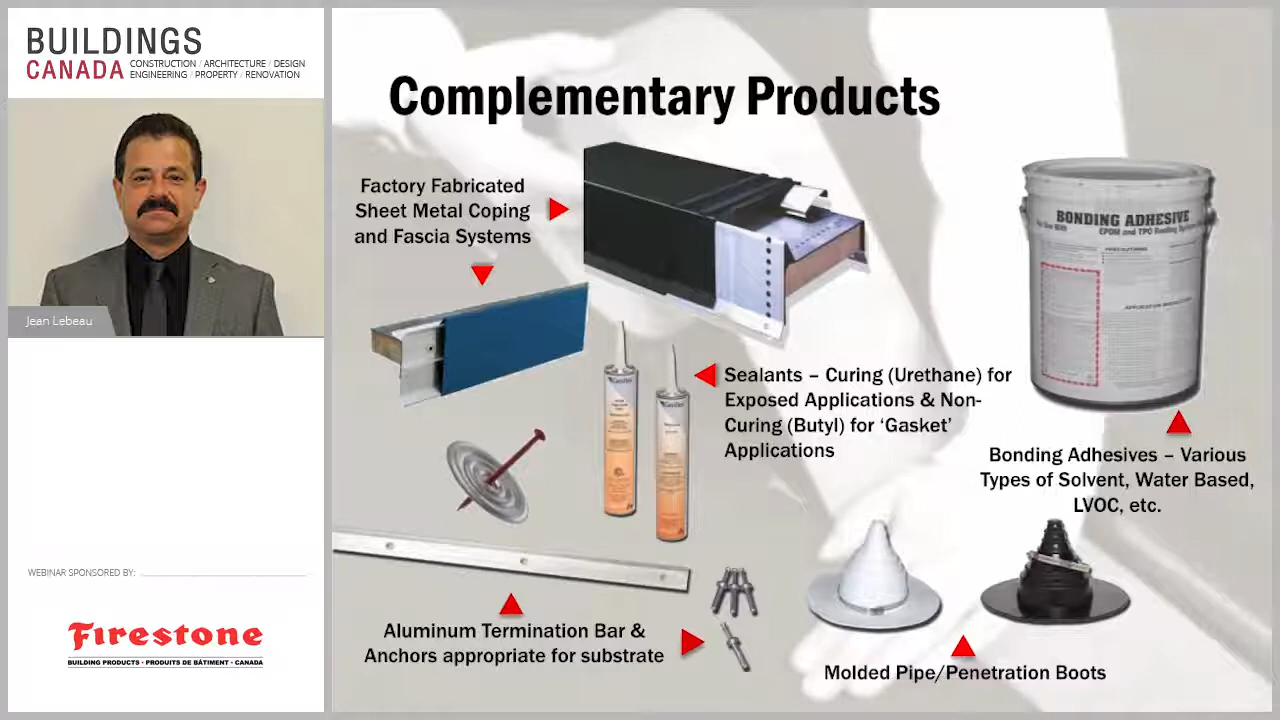 BUILDINGS
CANADA
CONSTRUCTION / ARCHITECTURE / DESIGN
ENGINEERING / PROPERTY / RENOVATION
Jean Lebeau
WEBINAR SPONSORED BY:
Firestone
BUILDING PRODUCTS • PRODUITS DE BÂTIMENT • CANADA
Complementary Products
Factory Fabricated
Sheet Metal Coping
and Fascia Systems
BONDING ADHESIVE
EPDM and TPO Roofing
Sealants – Curing (Urethane) for
Exposed Applications & Non-
Curing (Butyl) for ‘Gasket’
Applications
Bonding Adhesives – Various
Types of Solvent, Water Based,
LVOC, etc.
Aluminum Termination Bar &
Anchors appropriate for substrate
Molded Pipe/Penetration Boots